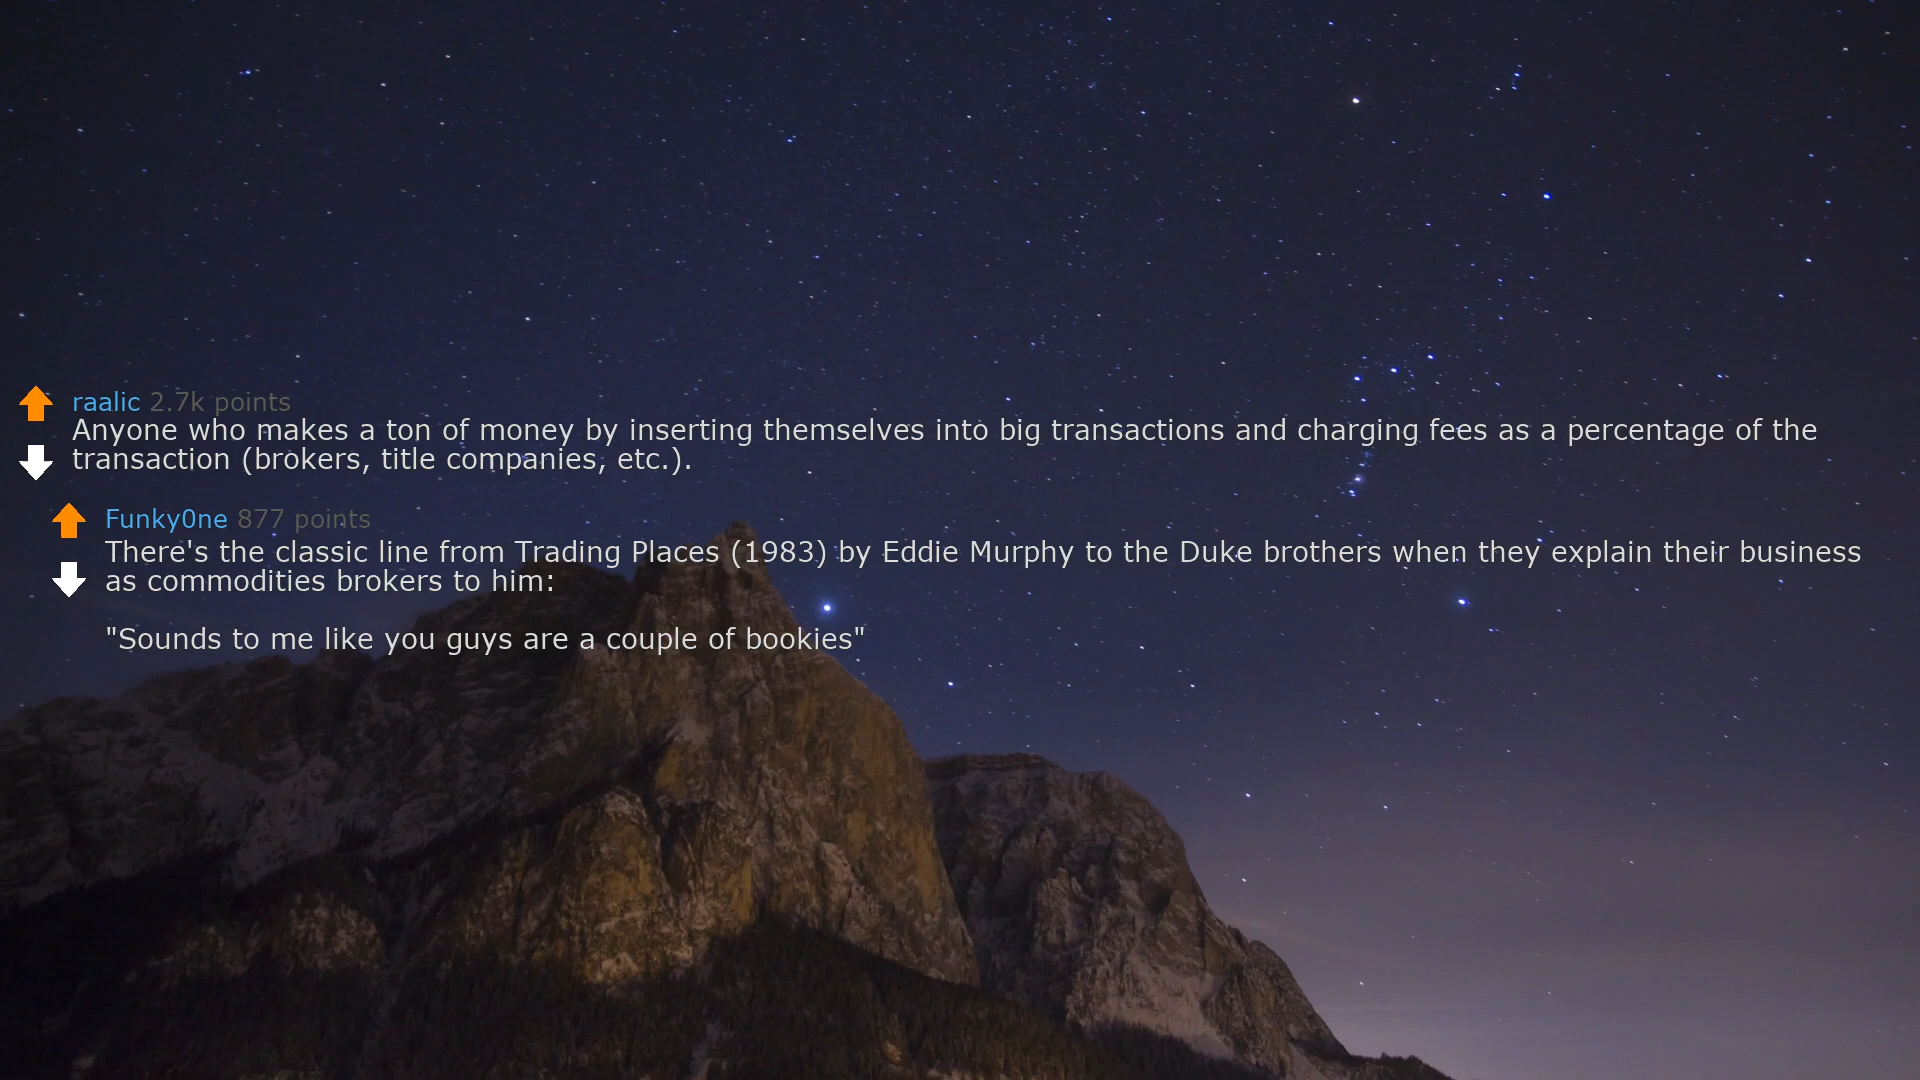 raalic 2.7k points
Anyone who makes a ton of money by inserting themselves into big transactions and charging fees as a percentage of the
transaction (brokers, title companies, etc.).
Funky0ne 877 points
There's the classic line from Trading Places (1983) by Eddie Murphy to the Duke brothers when they explain their business
as commodities brokers to him:
"Sounds to me like you guys are a couple of bookies"